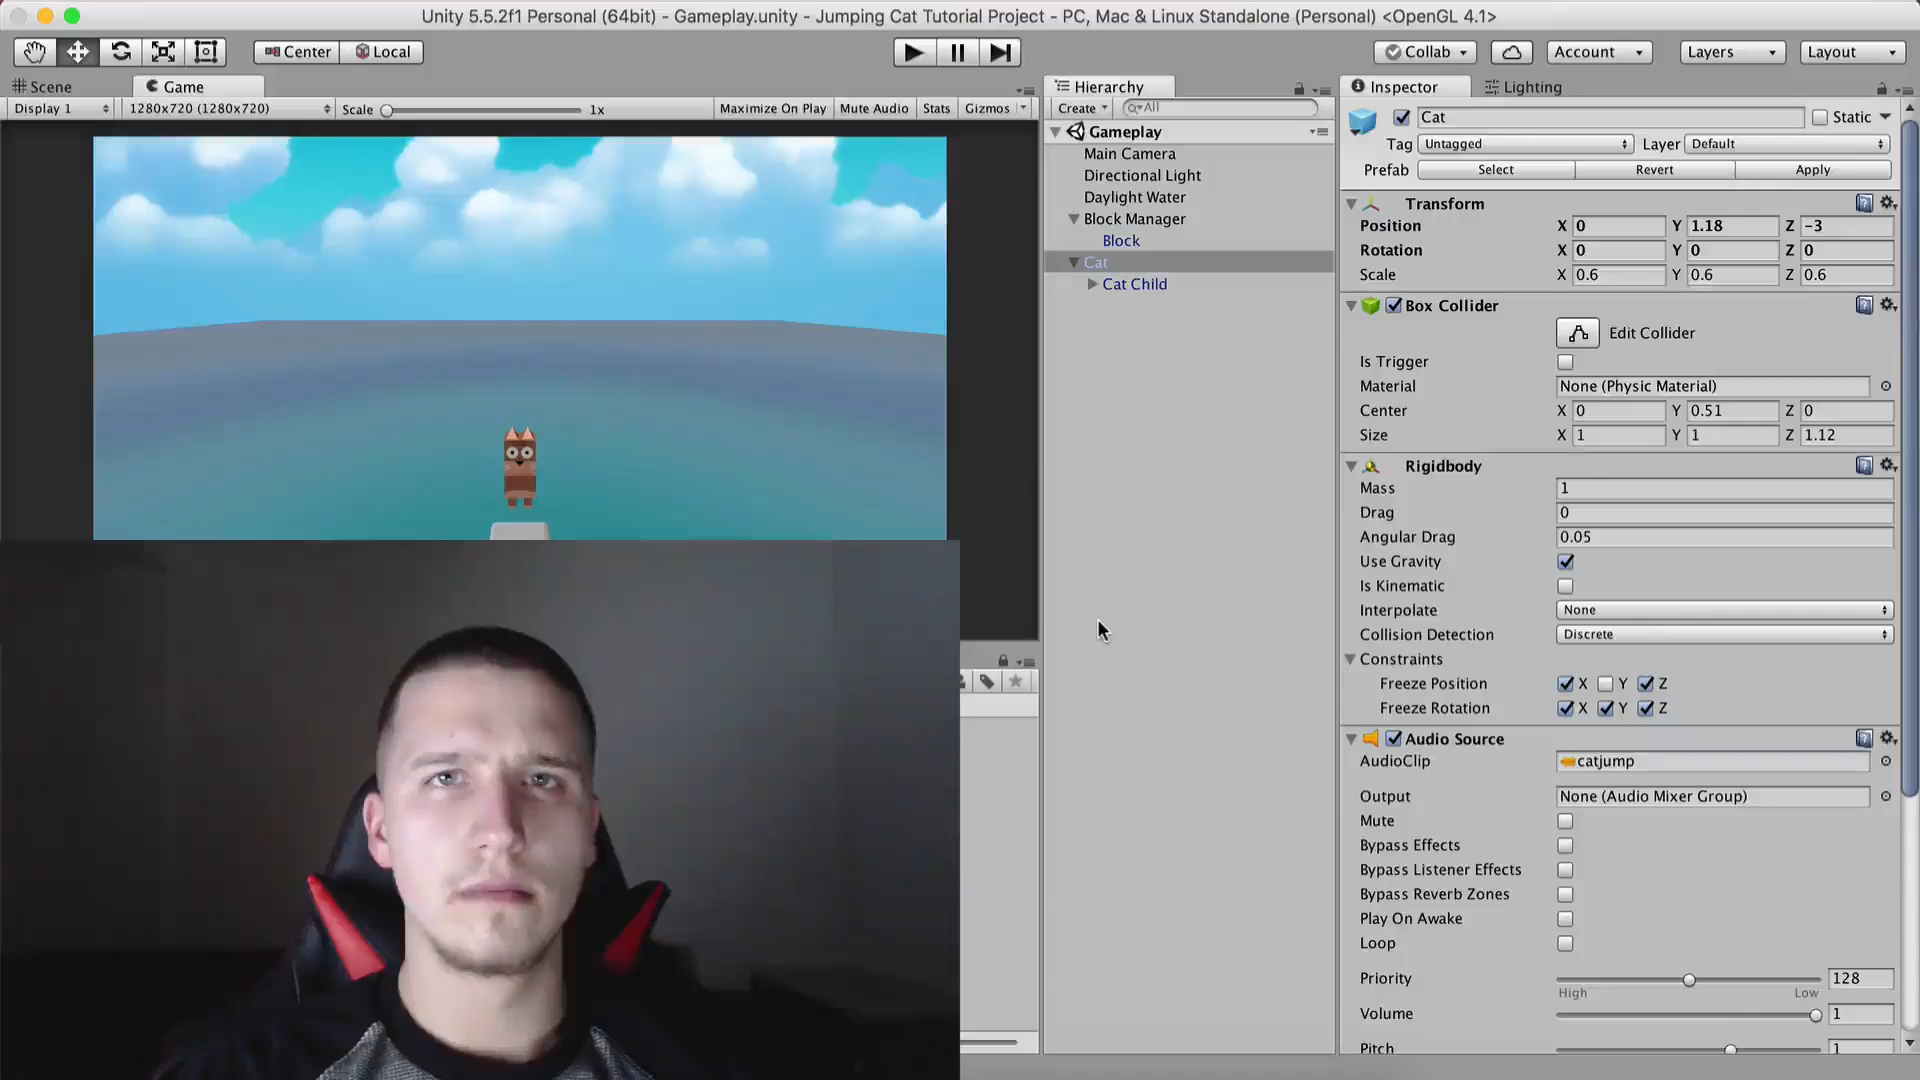 Unity 5.5.2f1 Personal (64bit) - Gameplay.unity - Jumping Cat Tutorial Project - PC, Mac & Linux Standalone (Personal) <OpenGL 4.1>
Center Local
Collab Account Layers Layout
Scene Game
Display 1 1280x720 (1280x720) Scale 1x Maximize On Play Mute Audio Stats Gizmos
Hierarchy
Create All
Gameplay
Main Camera
Directional Light
Daylight Water
Block Manager
Block
Cat
Cat Child
Inspector Lighting
Cat Static
Tag Untagged Layer Default
Prefab Select Revert Apply
Transform
Position X 0 Y 1.18 Z -3
Rotation X 0 Y 0 Z 0
Scale X 0.6 Y 0.6 Z 0.6
Box Collider
Edit Collider
Is Trigger
Material None (Physic Material)
Center X 0 Y 0.51 Z 0
Size X 1 Y 1 Z 1.12
Rigidbody
Mass 1
Drag 0
Angular Drag 0.05
Use Gravity
Is Kinematic
Interpolate None
Collision Detection Discrete
Constraints
Freeze Position X Y Z
Freeze Rotation X Y Z
Audio Source
AudioClip catjump
Output None (Audio Mixer Group)
Mute
Bypass Effects
Bypass Listener Effects
Bypass Reverb Zones
Play On Awake
Loop
Priority 128
High Low
Volume 1
Pitch 1